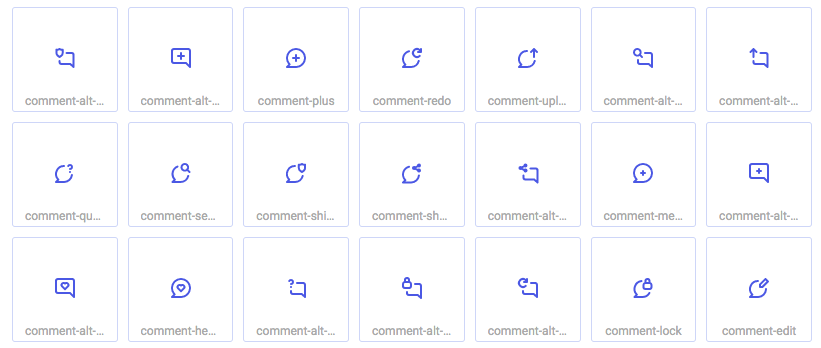 comment-alt-...
comment-alt-...
comment-plus
comment-redo
comment-upl...
comment-alt-...
comment-alt-...
comment-qu...
comment-se...
comment-shi...
comment-sh...
comment-alt-...
comment-me...
comment-alt-...
comment-alt-...
comment-he...
comment-alt-...
comment-alt-...
comment-alt-...
comment-lock
comment-edit